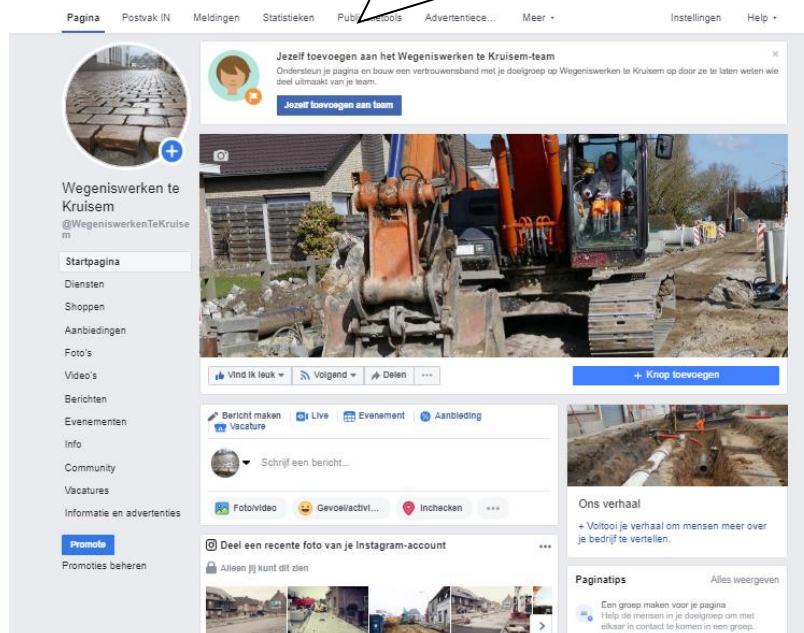 Pagina Postvak IN Meldingen Statistieken Advertentiece... Meer Instellingen Help
Jezelf toevoegen aan het Wegeniswerken te Kruisem-team
Ondersteun je pagina en bouw een vertrouwensband met je doelgroep op Wegeniswerken te Kruisem op door ze te laten weten wie
deel uitmaakt van je team.
Jezelf toevoegen aan team
Wegeniswerken te
Kruisem
@WegeniswerkenTeKruise
m
Startpagina
Diensten
Shoppen
Aanbiedingen
Foto's
Video's
Berichten
Evenementen
Info
Community
Vacatures
Informatie en advertenties
Promote
Promoties beheren
Vind ik leuk Volgend Delen ...
+ Knop toevoegen
Bericht maken Live Evenement Aanbieding
Vacature
Schrijf een bericht...
Foto/video Gevoel/activi... Inchecken ...
Deel een recente foto van je Instagram-account ...
Alleen jij kunt dit zien
Ons verhaal
+ Voltooi je verhaal om mensen meer over
je bedrijf te vertellen.
Paginatips Alles weergeven
Een groep maken voor je pagina
Help de mensen in je doelgroep om met
elkaar in contact te komen in een groep.